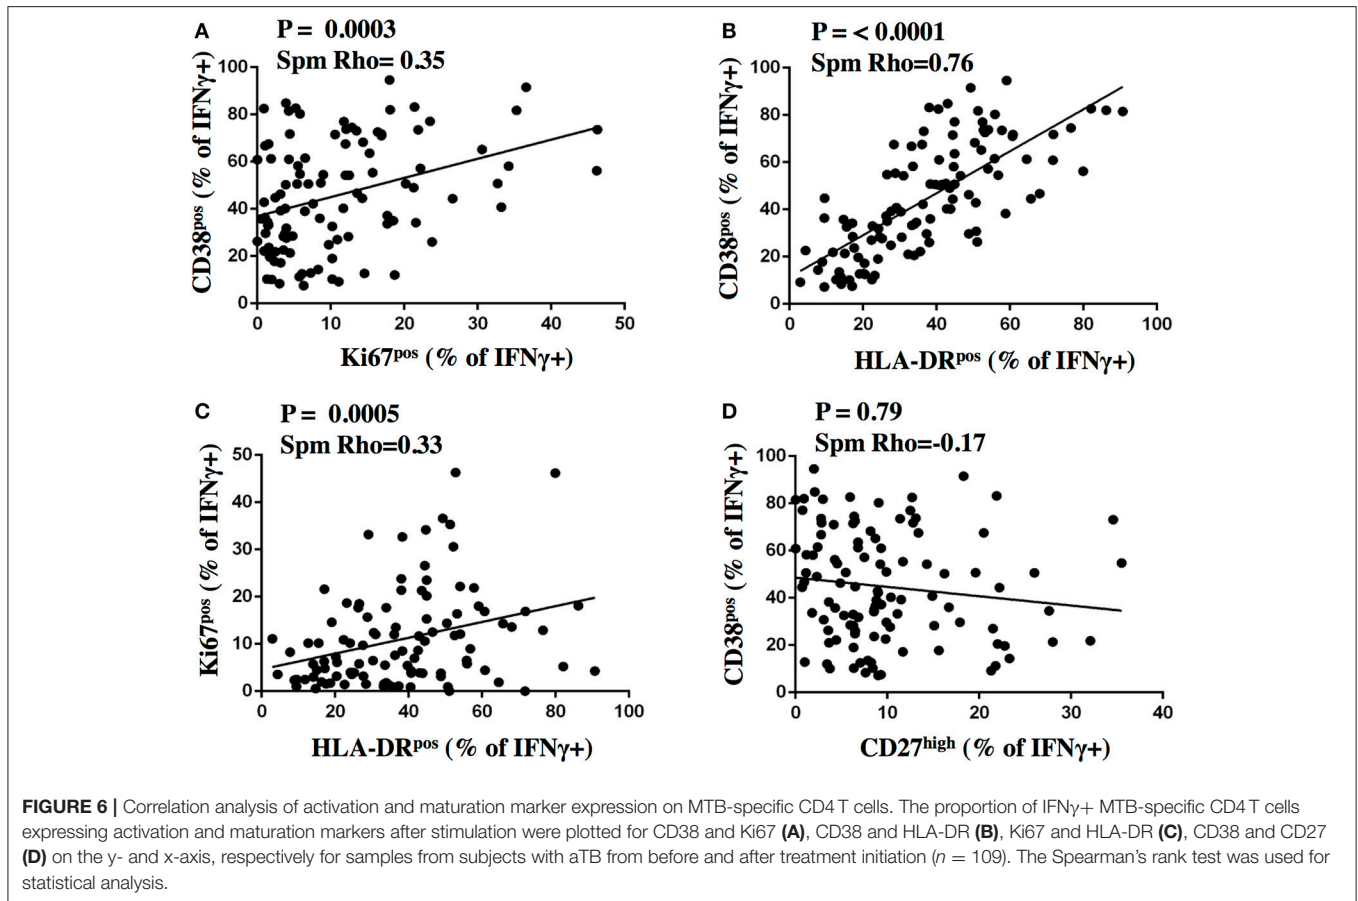 A
P = 0.0003
Spm Rho= 0.35
CD38pos (% of IFNγ+)
100
80
60
40
20
0
0 10 20 30 40 50
Ki67pos (% of IFNγ+)
B
P = < 0.0001
Spm Rho=0.76
CD38pos (% of IFNγ+)
100
80
60
40
20
0
0 20 40 60 80 100
HLA-DRpos (% of IFNγ+)
C
P = 0.0005
Spm Rho=0.33
Ki67pos (% of IFNγ+)
50
40
30
20
10
0
0 20 40 60 80 100
HLA-DRpos (% of IFNγ+)
D
P = 0.79
Spm Rho=-0.17
CD38pos (% of IFNγ+)
100
80
60
40
20
0
0 10 20 30 40
CD27high (% of IFNγ+)
FIGURE 6 | Correlation analysis of activation and maturation marker expression on MTB-specific CD4 T cells. The proportion of IFNγ+ MTB-specific CD4 T cells
expressing activation and maturation markers after stimulation were plotted for CD38 and Ki67 (A), CD38 and HLA-DR (B), Ki67 and HLA-DR (C), CD38 and CD27
(D) on the y- and x-axis, respectively for samples from subjects with aTB from before and after treatment initiation (n = 109). The Spearman's rank test was used for
statistical analysis.